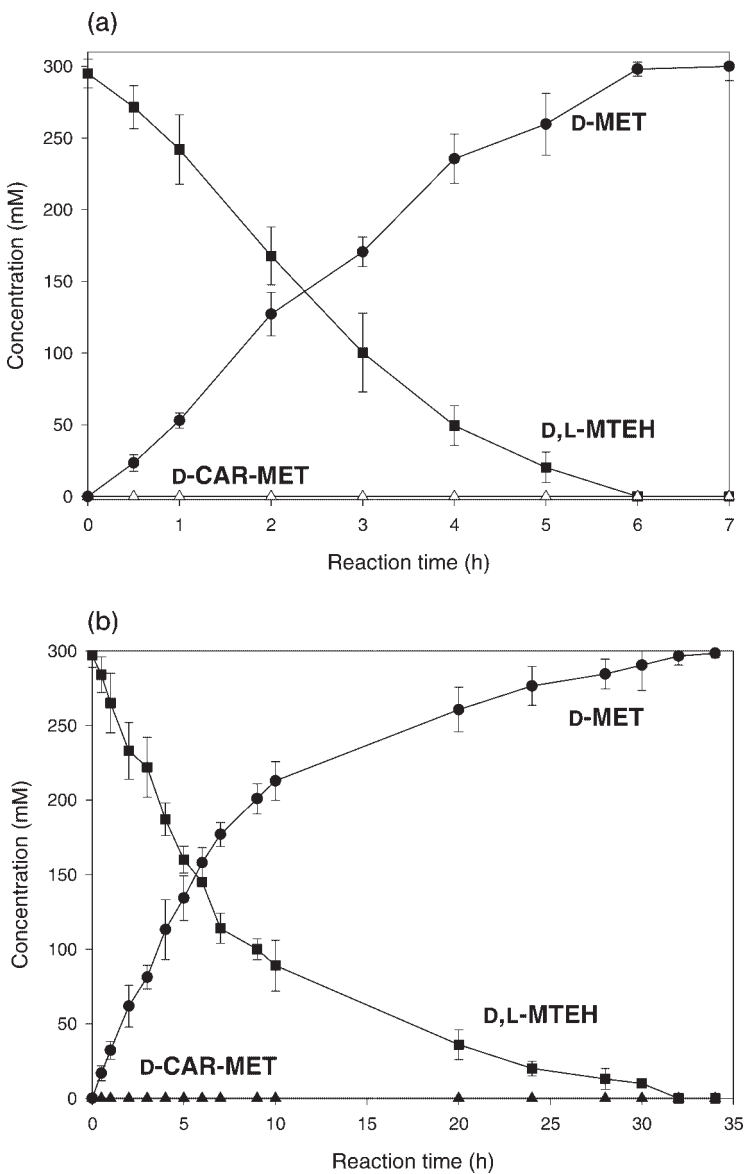 (a)
300
250
200
150
100
50
0
Concentration (mM)
D-MET
D,L-MTEH
D-CAR-MET
0 1 2 3 4 5 6 7
Reaction time (h)
(b)
300
250
200
150
100
50
0
Concentration (mM)
D-MET
D,L-MTEH
D-CAR-MET
0 5 10 15 20 25 30 35
Reaction time (h)